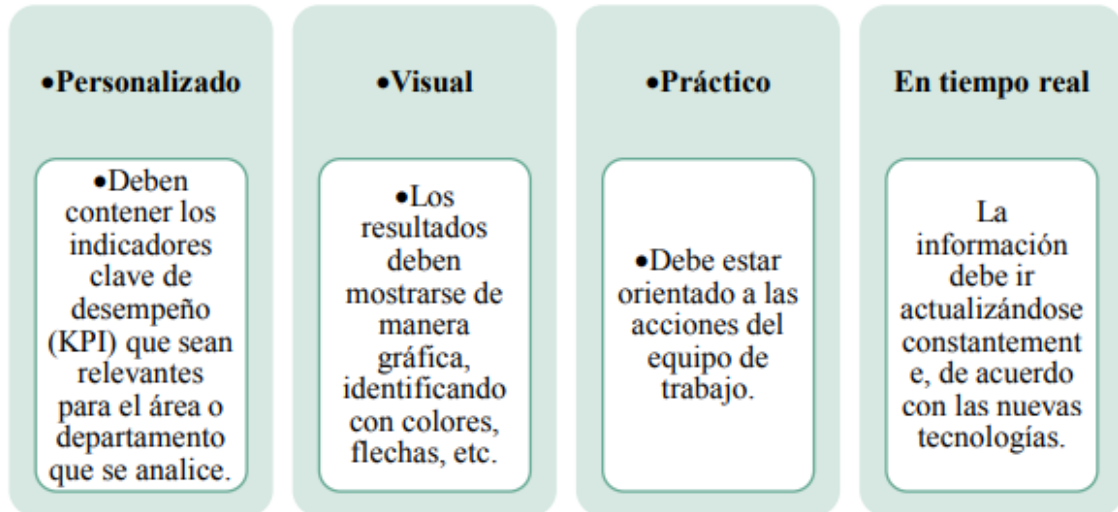 •Personalizado
•Deben
contener los
indicadores
clave de
desempeño
(KPI) que sean
relevantes
para el área o
departamento
que se analice.
•Visual
•Los
resultados
deben
mostrarse de
manera
gráfica,
identificando
con colores,
flechas, etc.
•Práctico
•Debe estar
orientado a las
acciones del
equipo de
trabajo.
En tiempo real
La
información
debe ir
actualizándose
constantement
e, de acuerdo
con las nuevas
tecnologías.